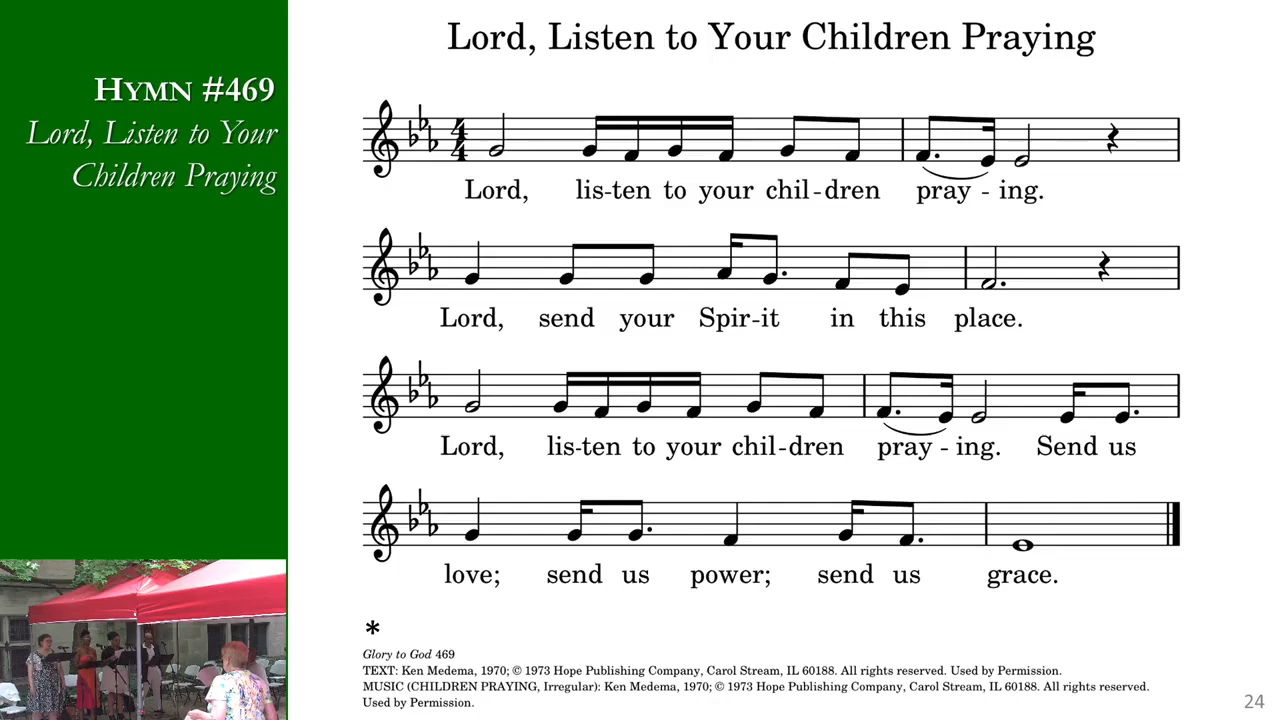 HYMN #469
Lord, Listen to Your
Children Praying
Lord, Listen to Your Children Praying
Lord, lis-ten to your chil-dren pray - ing.
Lord, send your Spir-it in this place.
Lord, lis-ten to your chil-dren pray - ing. Send us
love; send us power; send us grace.
*
Glory to God 469
TEXT: Ken Medema, 1970; © 1973 Hope Publishing Company, Carol Stream, IL 60188. All rights reserved. Used by Permission.
MUSIC (CHILDREN PRAYING, Irregular): Ken Medema, 1970; © 1973 Hope Publishing Company, Carol Stream, IL 60188. All rights reserved.
Used by Permission.
24